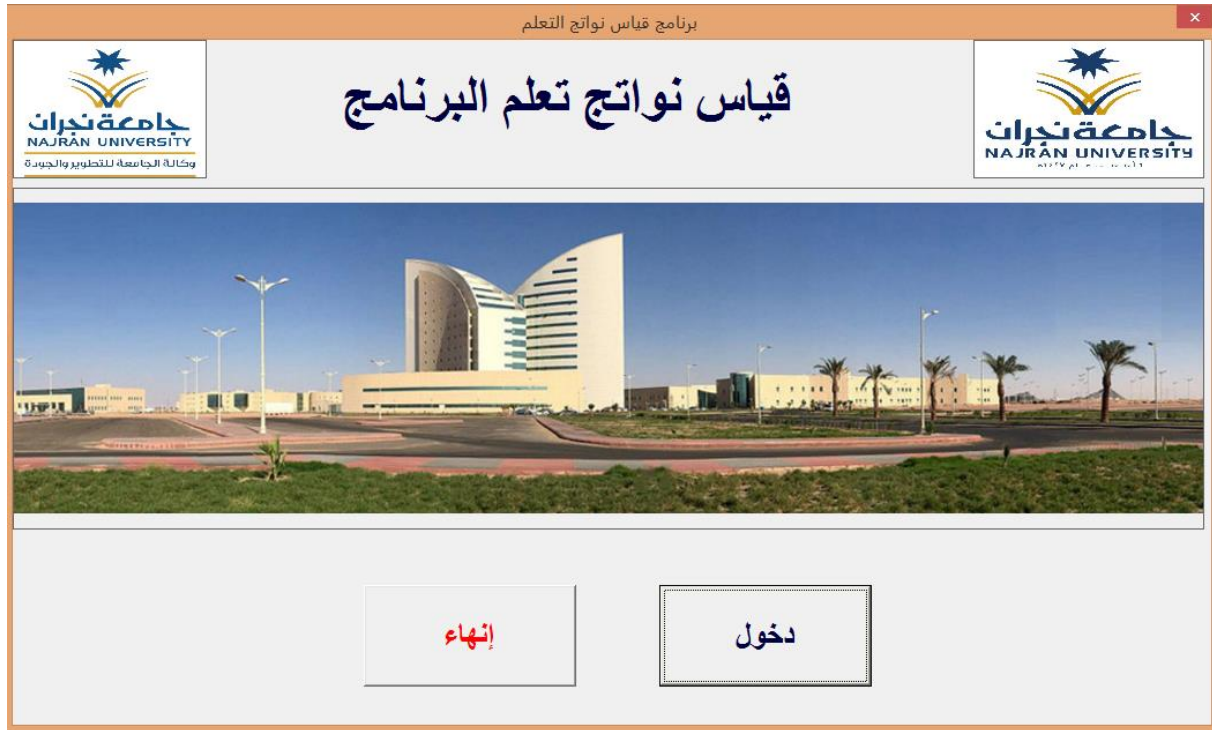 برنامج قياس نواتج التعلم
قياس نواتج تعلم البرنامج
جامعة نجران
NAJRAN UNIVERSITY
جامعة نجران
NAJRAN UNIVERSITY
وكالة الجامعة للتطوير والجودة
دخول
إنهاء